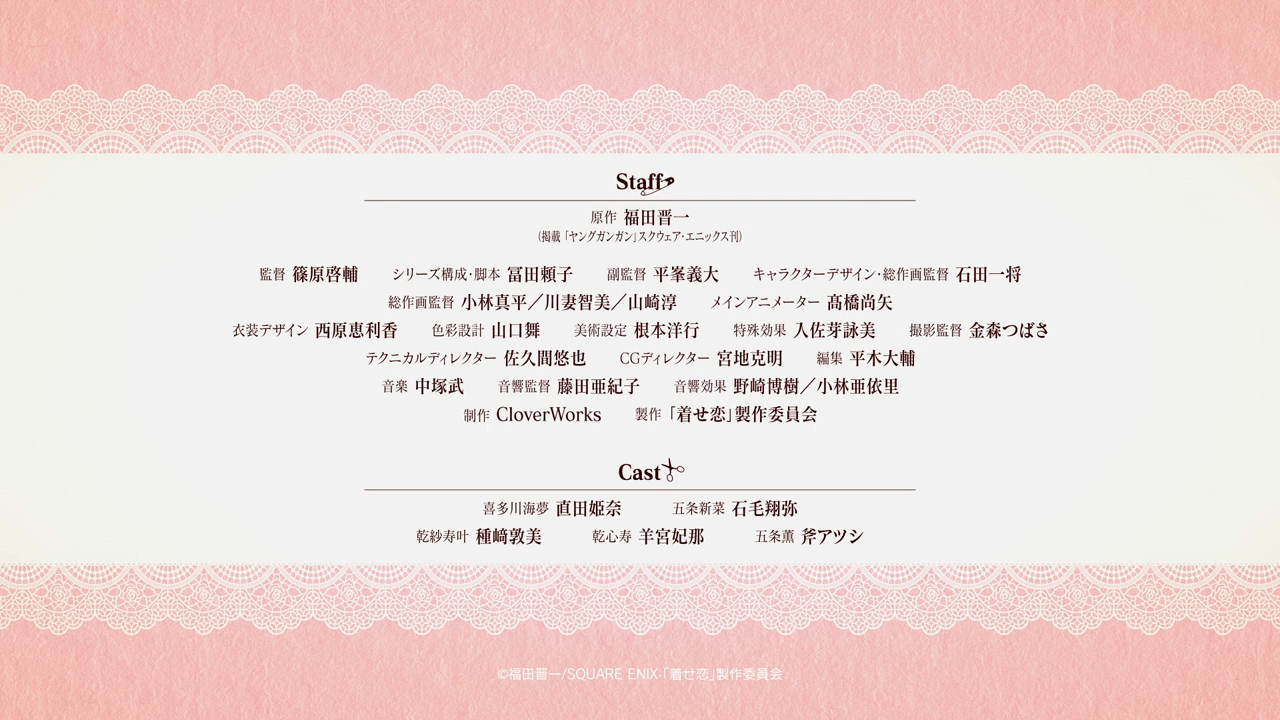 Staff
原作 福田晋一
(掲載「ヤングガンガン」スクウェア・エニックス刊)
監督 篠原啓輔 シリーズ構成・脚本 冨田頼子 副監督 平峯義大 キャラクターデザイン・総作画監督 石田一将
総作画監督 小林真平／川妻智美／山崎淳 メインアニメーター 髙橋尚矢
衣装デザイン 西原恵利香 色彩設計 山口舞 美術設定 根本洋行 特殊効果 入佐芽詠美 撮影監督 金森つばさ
テクニカルディレクター 佐久間悠也 CGディレクター 宮地克明 編集 平木大輔
音楽 中塚武 音響監督 藤田亜紀子 音響効果 野崎博樹／小林亜依里
制作 CloverWorks 製作 「着せ恋」製作委員会
Cast
喜多川海夢 直田姫奈 五条新菜 石毛翔弥
乾紗寿叶 種﨑敦美 乾心寿 羊宮妃那 五条薫 斧アツシ
©福田晋一/SQUARE ENIX・「着せ恋」製作委員会